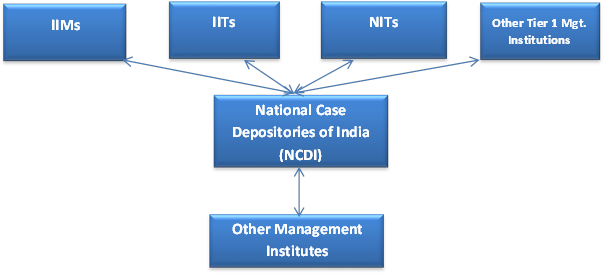 IIMs
IITs
NITs
Other Tier 1 Mgt.
Institutions
National Case
Depositories of India
(NCDI)
Other Management
Institutes